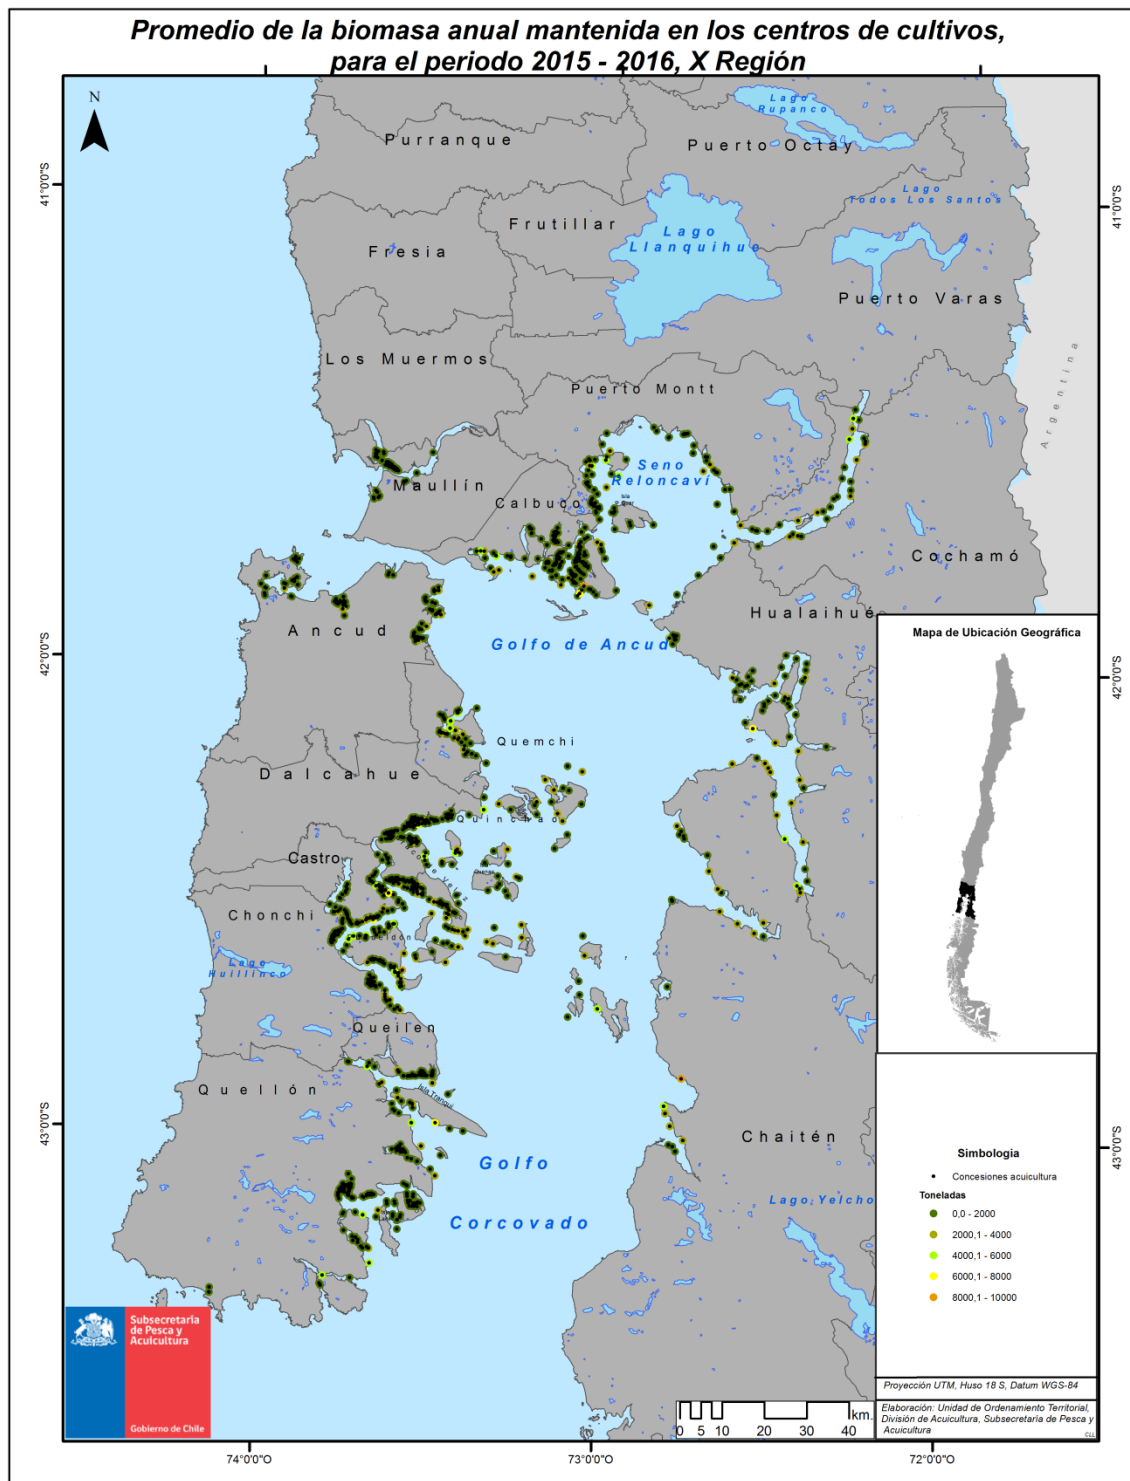 Promedio de la biomasa anual mantenida en los centros de cultivos,
para el periodo 2015 - 2016, X Región
N
Lago
Rupanco
Purranque
Puerto Octay
41°0'0"S
41°0'0"S
Lago
Todos Los Santos
Frutillar
Lago
Llanquihue
Fresia
Puerto Varas
Los Muermos
Argentina
Puerto Montt
Seno
Reloncaví
Maullín
Calbuco
Isla
Cochamó
Hualaihué
Ancud
Golfo de Ancud
42°0'0"S
42°0'0"S
Mapa de Ubicación Geográfica
Quemchi
Dalcahue
Quinchao
Castro
Chonchi
Lago
Huillinco
Queilen
Quellón
Isla Tranqui
43°0'0"S
43°0'0"S
Chaitén
Golfo
Corcovado
Lago Yelcho
Simbologia
Concesiones acuicultura
Toneladas
0,0 - 2000
2000,1 - 4000
4000,1 - 6000
6000,1 - 8000
8000,1 - 10000
Subsecretaría
de Pesca y
Acuicultura
Gobierno de Chile
Proyección UTM, Huso 18 S, Datum WGS-84
Elaboración: Unidad de Ordenamiento Territorial,
División de Acuicultura, Subsecretaría de Pesca y
Acuicultura
CLL
km.
0 5 10 20 30 40
74°0'0"O
73°0'0"O
72°0'0"O